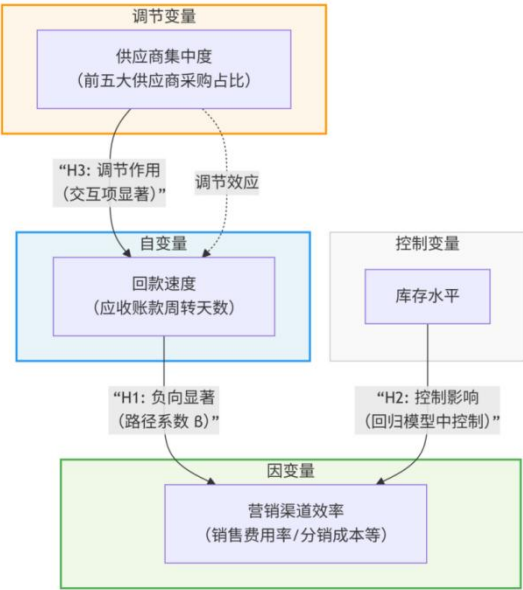 调节变量
供应商集中度
（前五大供应商采购占比）
“H3: 调节作用
（交互项显著）”
调节效应
自变量
回款速度
（应收账款周转天数）
控制变量
库存水平
“H1: 负向显著
（路径系数 β）”
“H2: 控制影响
（回归模型中控制）”
因变量
营销渠道效率
（销售费用率/分销成本等）